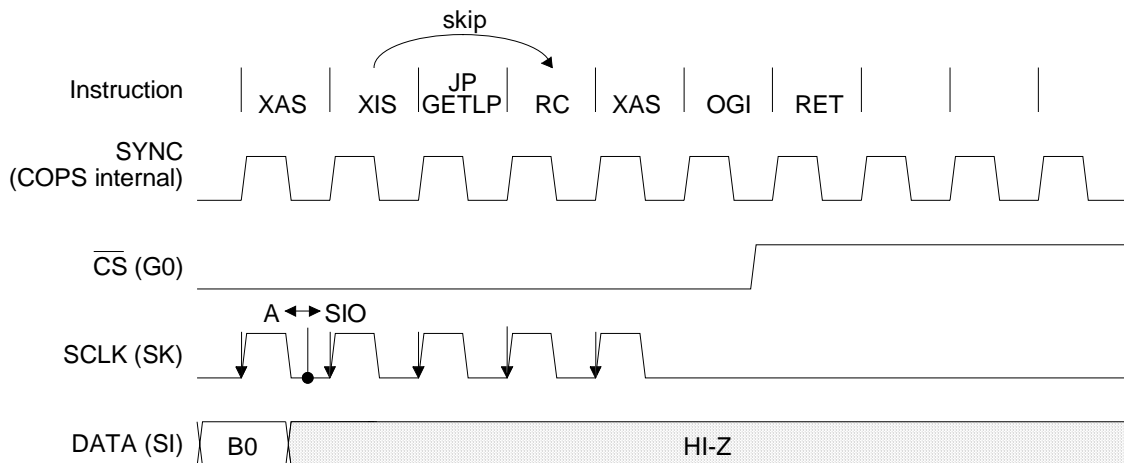 skip
Instruction
XAS XIS JP GETLP RC XAS OGI RET
SYNC
(COPS internal)
CS (G0)
A SIO
SCLK (SK)
DATA (SI) B0 HI-Z